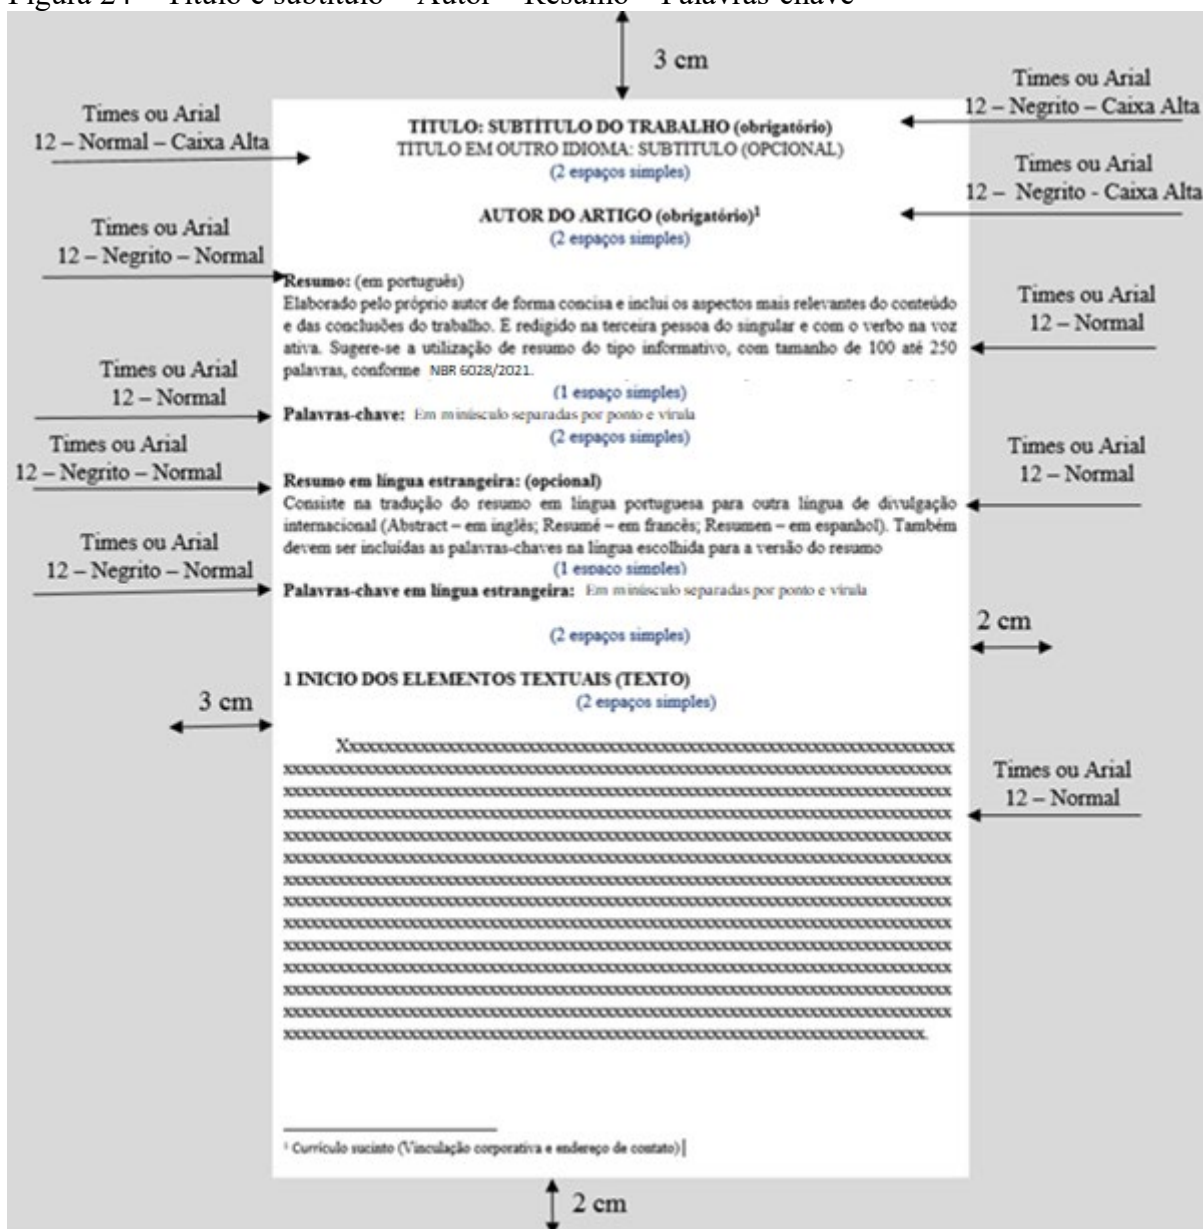 Figura 24 – Título e subtítulo – Autor – Resumo – Palavras-chave
3 cm
Times ou Arial
12 – Negrito – Caixa Alta
Times ou Arial
12 – Normal – Caixa Alta
TÍTULO: SUBTÍTULO DO TRABALHO (obrigatório)
TITULO EM OUTRO IDIOMA: SUBTITULO (OPCIONAL)
(2 espaços simples)
Times ou Arial
12 – Negrito - Caixa Alta
AUTOR DO ARTIGO (obrigatório)¹
(2 espaços simples)
Times ou Arial
12 – Negrito – Normal
Resumo: (em português)
Elaborado pelo próprio autor de forma concisa e inclui os aspectos mais relevantes do conteúdo
e das conclusões do trabalho. É redigido na terceira pessoa do singular e com o verbo na voz
ativa. Sugere-se a utilização de resumo do tipo informativo, com tamanho de 100 até 250
palavras, conforme NBR 6028/2021.
Times ou Arial
12 – Normal
(1 espaço simples)
Times ou Arial
12 – Normal
Palavras-chave: Em minúsculo separadas por ponto e vírgula
(2 espaços simples)
Times ou Arial
12 – Negrito – Normal
Resumo em língua estrangeira: (opcional)
Consiste na tradução do resumo em língua portuguesa para outra língua de divulgação
internacional (Abstract – em inglês; Resumé – em francês; Resumen – em espanhol). Também
devem ser incluídas as palavras-chaves na língua escolhida para a versão do resumo
Times ou Arial
12 – Normal
(1 espaço simples)
Times ou Arial
12 – Negrito – Normal
Palavras-chave em língua estrangeira: Em minúsculo separadas por ponto e vírula
(2 espaços simples)
2 cm
1 INICIO DOS ELEMENTOS TEXTUAIS (TEXTO)
(2 espaços simples)
3 cm
Times ou Arial
12 – Normal
¹ Currículo sucinto (Vinculação corporativa e endereço de contato)
2 cm